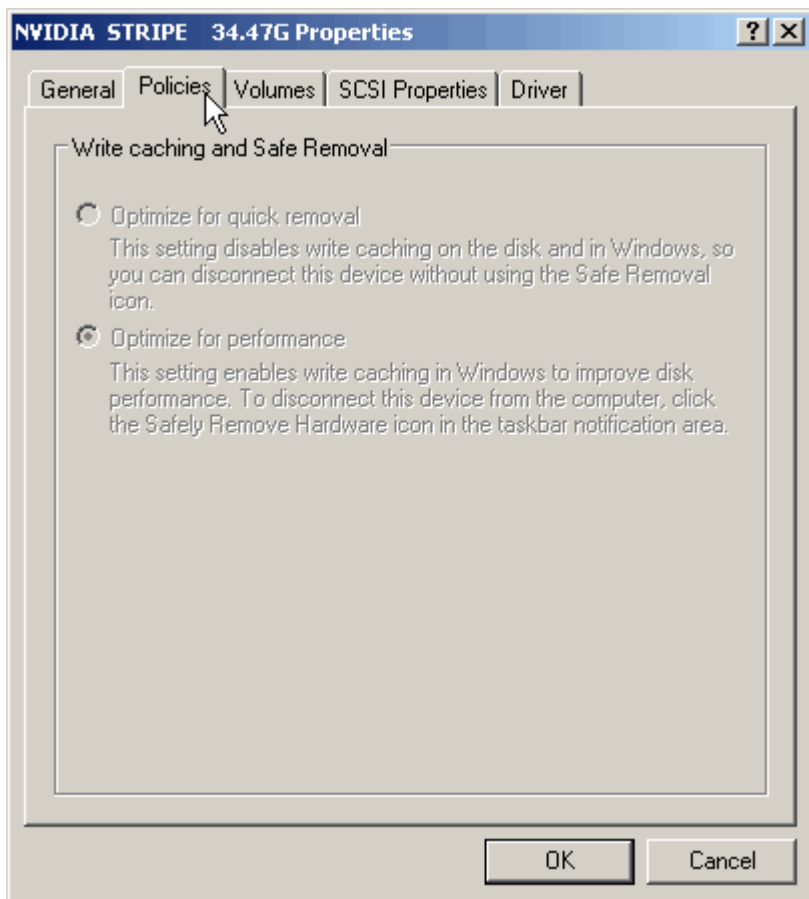 NVIDIA STRIPE 34.47G Properties
General Policies Volumes SCSI Properties Driver
Write caching and Safe Removal
Optimize for quick removal
This setting disables write caching on the disk and in Windows, so
you can disconnect this device without using the Safe Removal
icon.
Optimize for performance
This setting enables write caching in Windows to improve disk
performance. To disconnect this device from the computer, click
the Safely Remove Hardware icon in the taskbar notification area.
OK Cancel